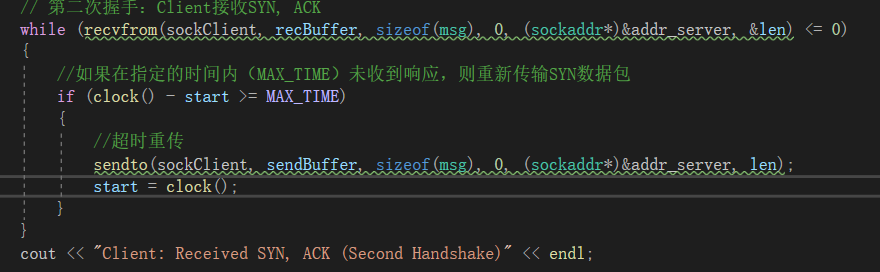 // 第二次握手：Client接收SYN, ACK
while (recvfrom(sockClient, recBuffer, sizeof(msg), 0, (sockaddr*)&addr_server, &len) <= 0)
{
//如果在指定的时间内（MAX_TIME）未收到响应，则重新传输SYN数据包
if (clock() - start >= MAX_TIME)
{
//超时重传
sendto(sockClient, sendBuffer, sizeof(msg), 0, (sockaddr*)&addr_server, len);
start = clock();
}
}
cout << "Client: Received SYN, ACK (Second Handshake)" << endl;